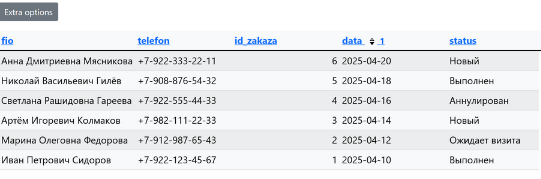 Extra options
fio telefon id_zakaza data 1 status
Анна Дмитриевна Мясникова +7-922-333-22-11 6 2025-04-20 Новый
Николай Васильевич Гилёв +7-908-876-54-32 5 2025-04-18 Выполнен
Светлана Рашидовна Гареева +7-922-555-44-33 4 2025-04-16 Аннулирован
Артём Игоревич Колмаков +7-982-111-22-33 3 2025-04-14 Новый
Марина Олеговна Федорова +7-912-987-65-43 2 2025-04-12 Ожидает визита
Иван Петрович Сидоров +7-922-123-45-67 1 2025-04-10 Выполнен